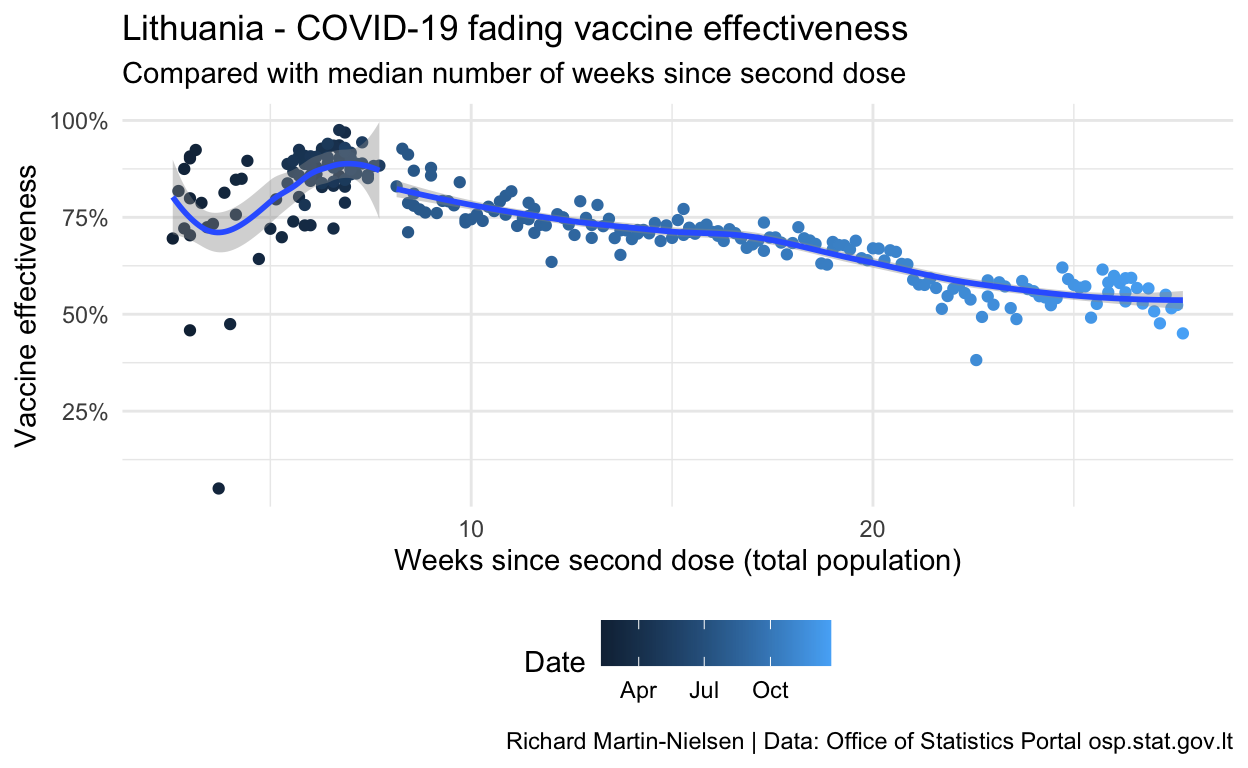 Lithuania - COVID-19 fading vaccine effectiveness
Compared with median number of weeks since second dose
Vaccine effectiveness
100%
75%
50%
25%
10 20
Weeks since second dose (total population)
Date
Apr Jul Oct
Richard Martin-Nielsen | Data: Office of Statistics Portal osp.stat.gov.lt